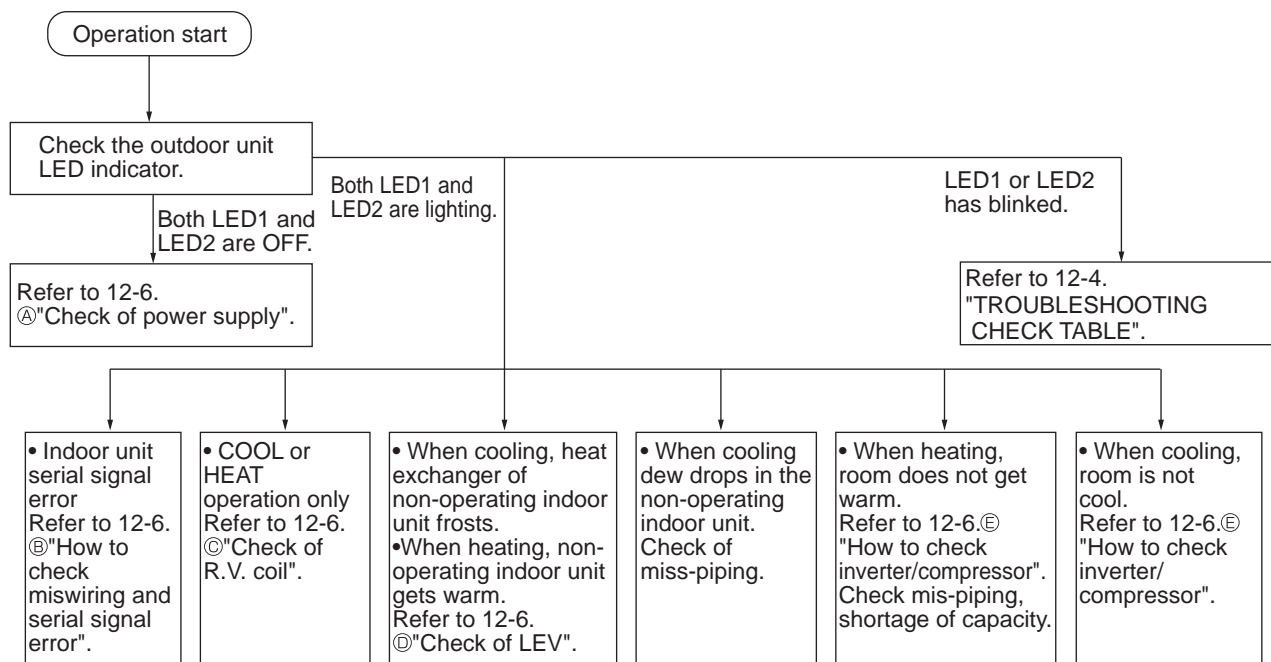 Operation start
Check the outdoor unit
LED indicator.
Both LED1 and
LED2 are lighting.
LED1 or LED2
has blinked.
Both LED1 and
LED2 are OFF.
Refer to 12-6.
Ⓐ"Check of power supply".
Refer to 12-4.
"TROUBLESHOOTING
CHECK TABLE".
• Indoor unit
serial signal
error
Refer to 12-6.
Ⓑ"How to
check
miswiring and
serial signal
error".
• COOL or
HEAT
operation only
Refer to 12-6.
Ⓒ"Check of
R.V. coil".
• When cooling, heat
exchanger of
non-operating indoor
unit frosts.
•When heating, non-
operating indoor unit
gets warm.
Refer to 12-6.
Ⓓ"Check of LEV".
• When cooling
dew drops in the
non-operating
indoor unit.
Check of
miss-piping.
• When heating,
room does not get
warm.
Refer to 12-6.Ⓔ
"How to check
inverter/compressor".
Check mis-piping,
shortage of capacity.
• When cooling,
room is not
cool.
Refer to 12-6.Ⓔ
"How to check
inverter/
compressor".